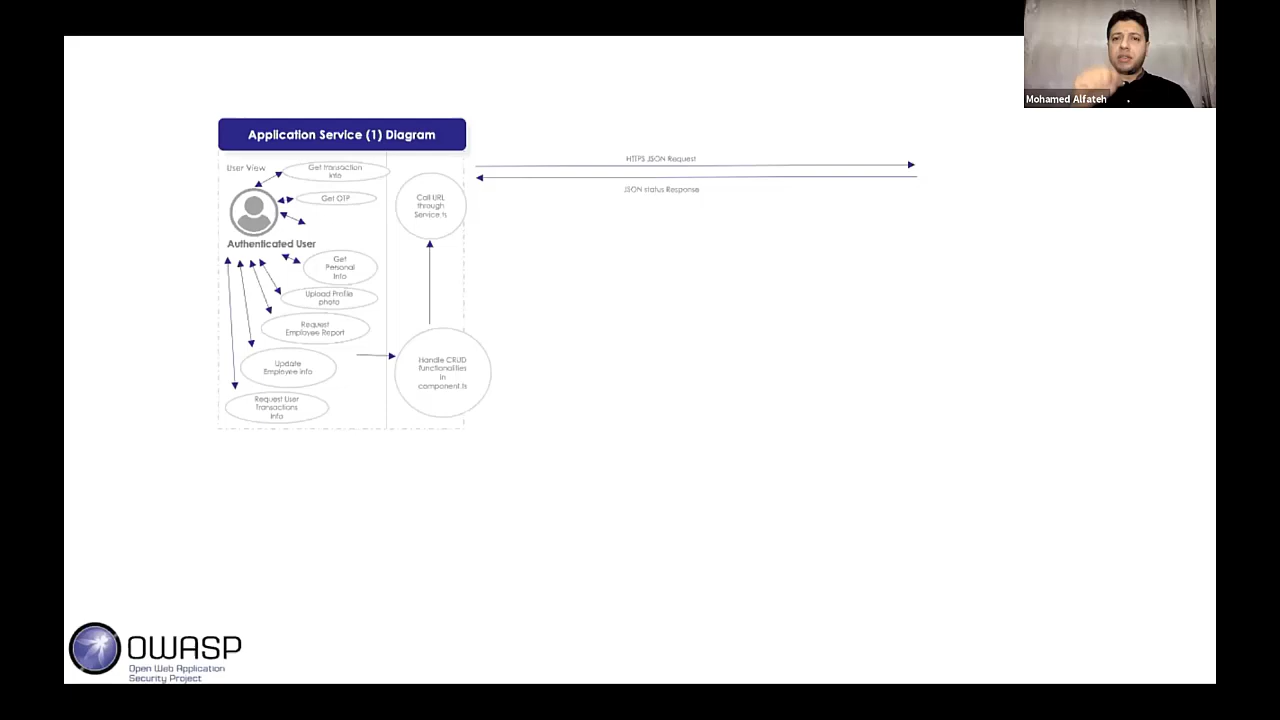 Mohamed Alfateh
Application Service (1) Diagram
User View
Get transaction
info
Get OTP
Authenticated User
Get
Personal
Info
Upload Profile
photo
Request
Employee Report
Update
Employee info
Request User
Transactions
info
Call URL
through
Service.ts
Handle CRUD
functionalities
in
component.ts
HTTPS JSON Request
JSON status Response
OWASP
Open Web Application
Security Project